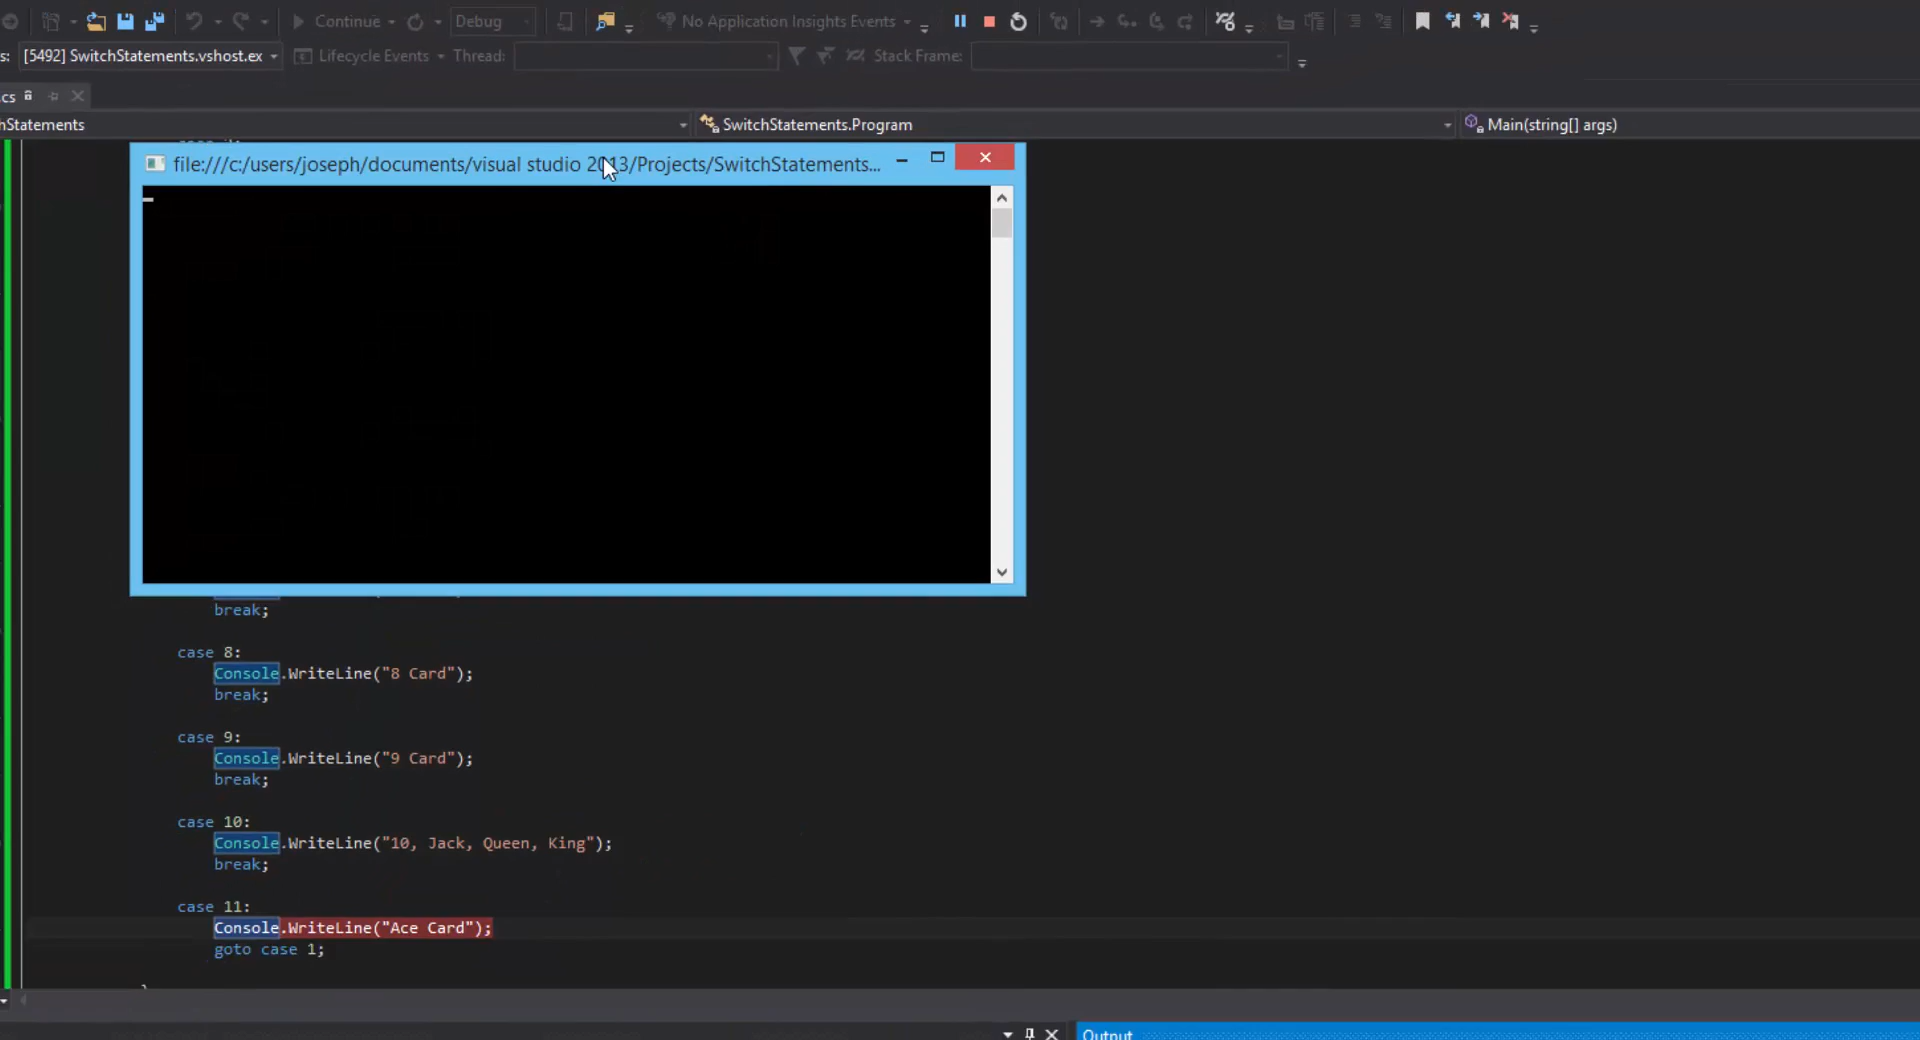 Continue Debug No Application Insights Events
s: [5492] SwitchStatements.vshost.ex Lifecycle Events Thread: Stack Frame:
cs
hStatements SwitchStatements.Program Main(string[] args)
file:///c:/users/joseph/documents/visual studio 2013/Projects/SwitchStatements...
break;
case 8:
Console.WriteLine("8 Card");
break;
case 9:
Console.WriteLine("9 Card");
break;
case 10:
Console.WriteLine("10, Jack, Queen, King");
break;
case 11:
Console.WriteLine("Ace Card");
goto case 1;
Output